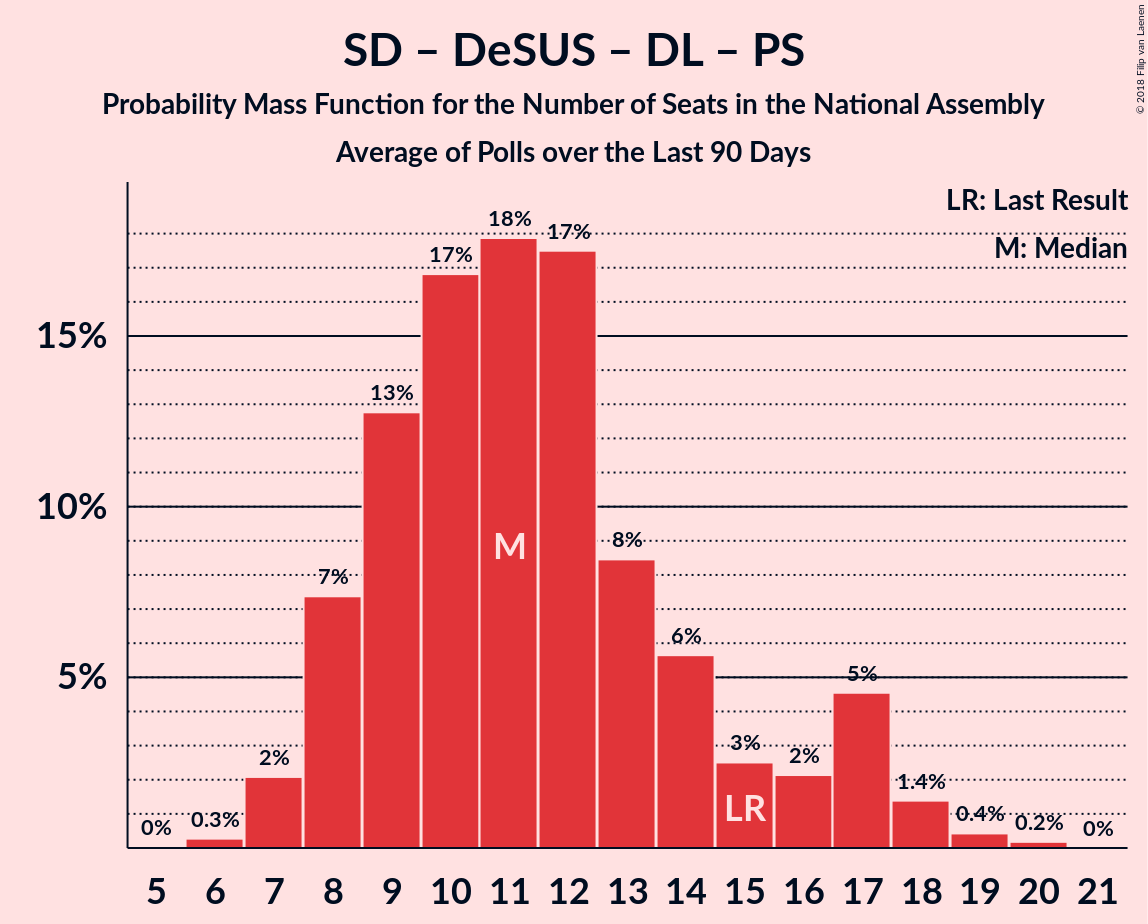 SD – DeSUS – DL – PS
Probability Mass Function for the Number of Seats in the National Assembly
Average of Polls over the Last 90 Days
© 2018 Filip van Laenen
LR: Last Result
M: Median
15%
10%
5%
0% 0.3% 2% 7% 13% 17% 18% 17% 8% 6% 3% 2% 5% 1.4% 0.4% 0.2% 0%
M
LR
5 6 7 8 9 10 11 12 13 14 15 16 17 18 19 20 21